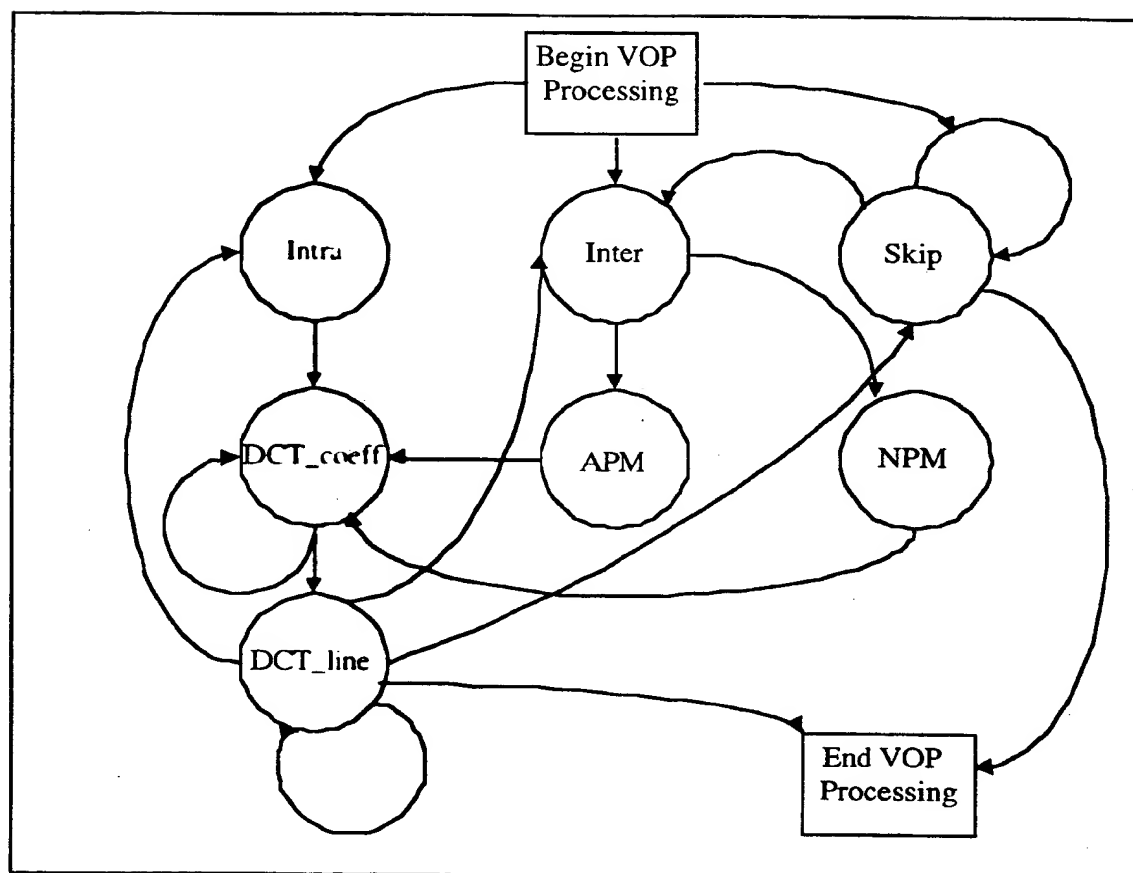 Begin VOP
Processing
Intra
Inter
Skip
DCT_coeff
APM
NPM
DCT_line
End VOP
Processing